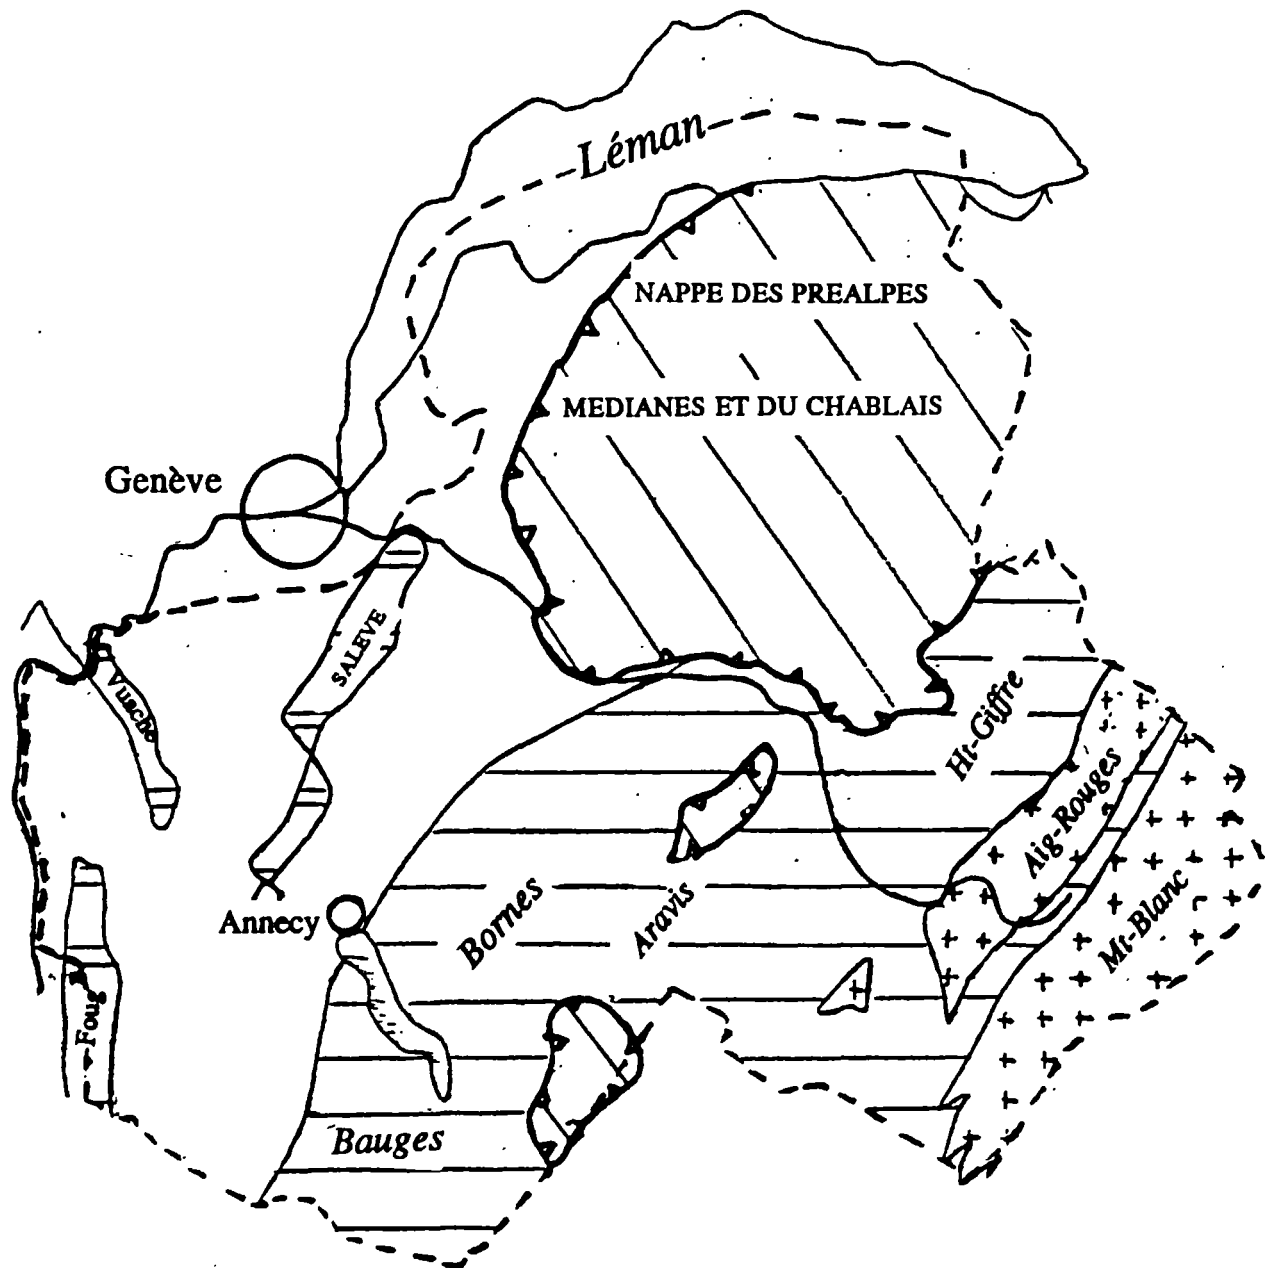 Léman
NAPPE DES PREALPES
MEDIANES ET DU CHABLAIS
Genève
SALEVE
Vuache
Ht-Giffre
Aig-Rouges
Mt-Blanc
Annecy
Bornes
Aravis
Foug
Bauges